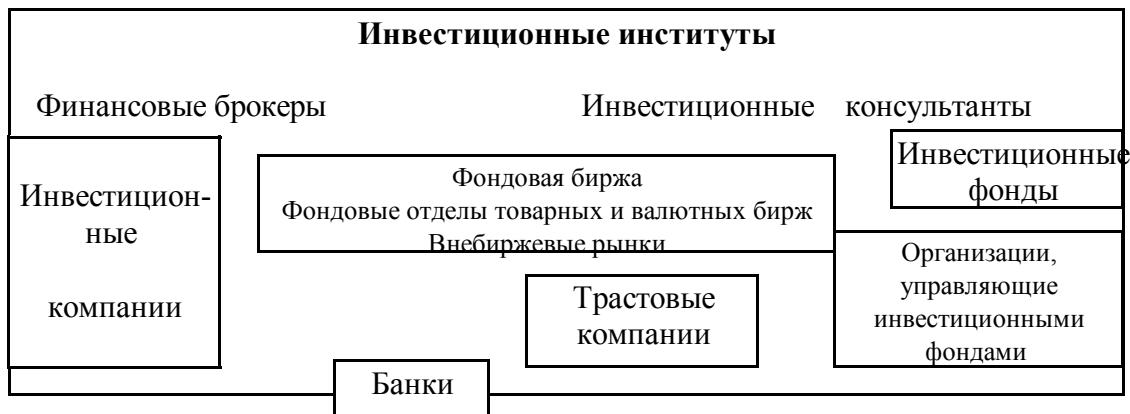 Инвестиционные институты
Финансовые брокеры
Инвестиционные консультанты
Инвестицион-
ные
компании
Фондовая биржа
Фондовые отделы товарных и валютных бирж
Внебиржевые рынки
Инвестиционные
фонды
Организации,
управляющие
инвестиционными
фондами
Трастовые
компании
Банки